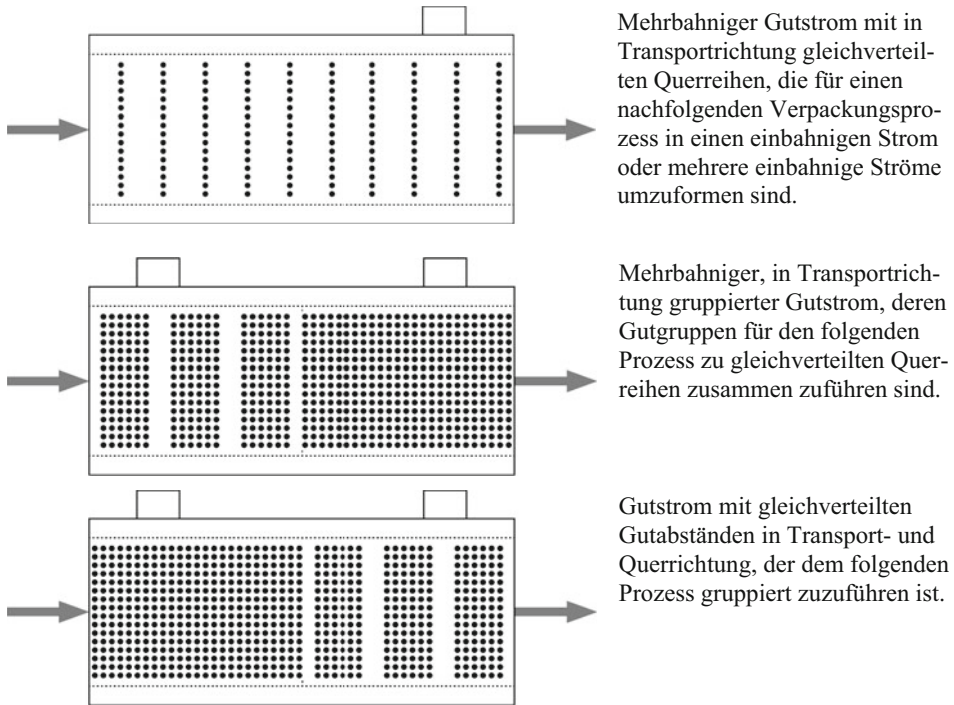 Mehrbahniger Gutstrom mit in
Transportrichtung gleichverteil-
ten Querreihen, die für einen
nachfolgenden Verpackungspro-
zess in einen einbahnigen Strom
oder mehrere einbahnige Ströme
umzuformen sind.
Mehrbahniger, in Transportrich-
tung gruppierter Gutstrom, deren
Gutgruppen für den folgenden
Prozess zu gleichverteilten Quer-
reihen zusammen zuführen sind.
Gutstrom mit gleichverteilten
Gutabständen in Transport- und
Querrichtung, der dem folgenden
Prozess gruppiert zuzuführen ist.